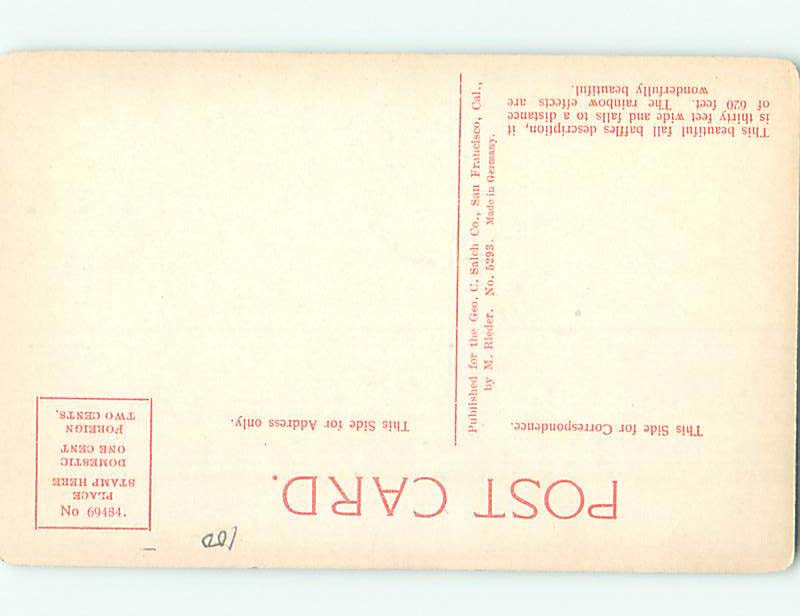 POST CARD.
This Side for Correspondence.
This beautiful fall baffles description, it
is thirty feet wide and falls to a distance
of 620 feet. The rainbow effects are
wonderfully beautiful.
Published for the Geo. C. Salch Co., San Francisco, Cal.,
by M. Rieder. No. 5293. Made in Germany.
This Side for Address only.
PLACE
STAMP HERE
DOMESTIC
ONE CENT
FOREIGN
TWO CENTS.
No 69484.
100